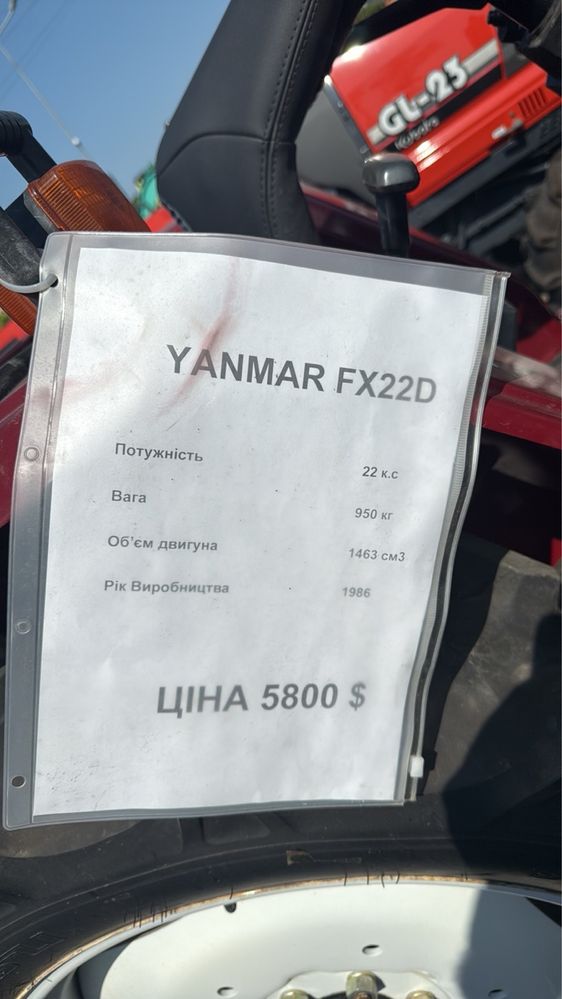 GL-23
Kubota
YANMAR FX22D
Потужність 22 к.с
Вага 950 кг
Об'єм двигуна 1463 см3
Рік Виробництва 1986
ЦІНА 5800 $